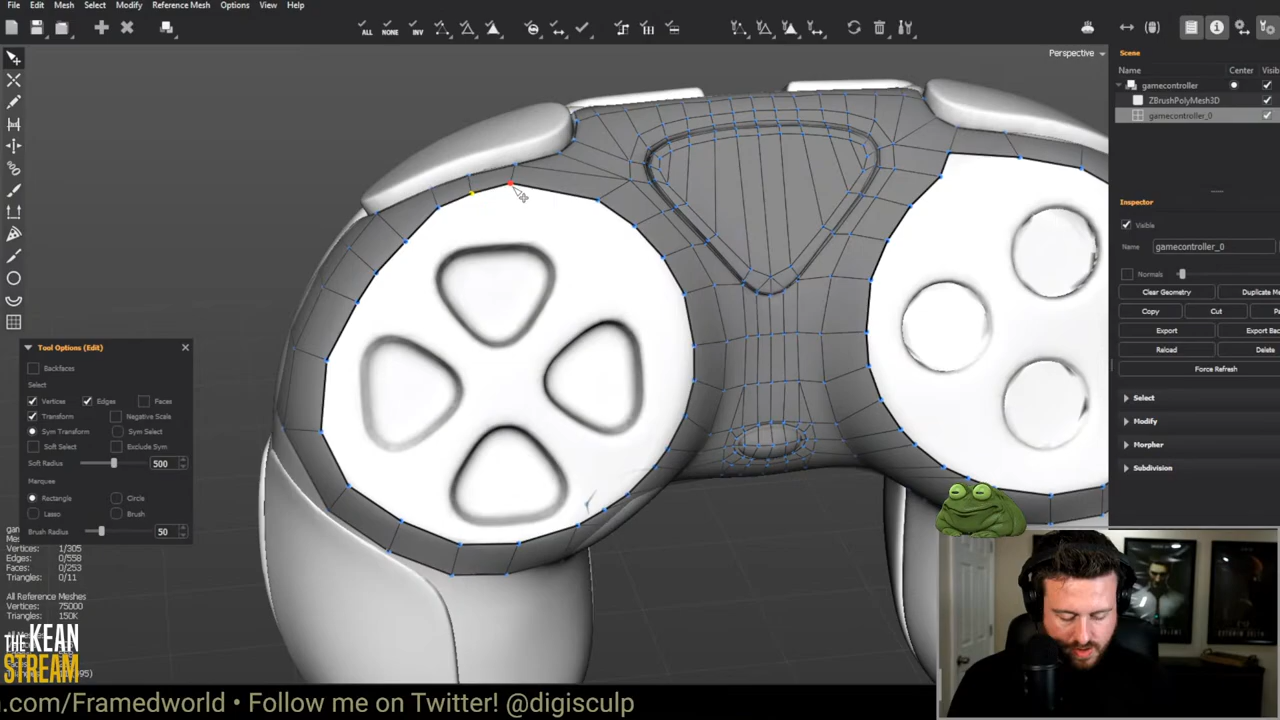 File Edit Mesh Select Modify Reference Mesh Options View Help
ALL NONE INV
Perspective
Scene
Name Center Visib
gamecontroller
ZBrushPolyMesh3D
gamecontroller_0
Inspector
Visible
Name gamecontroller_0
Normals
Clear Geometry Duplicate Me
Copy Cut Pa
Export Export Bac
Reload Delete
Force Refresh
Select
Modify
Morpher
Subdivision
Tool Options (Edit)
Backfaces
Select
Vertices Edges Faces
Transform Negative Scale
Sym Transform Sym Select
Soft Select Exclude Sym
Soft Radius 500
Marquee
Rectangle Circle
Lasso Brush
Brush Radius 50
Vertices: 1/305
Edges: 0/558
Faces: 0/253
Triangles: 0/11
All Reference Meshes
Vertices: 75000
Triangles: 150K
THE KEAN
STREAM
n.com/Framedworld • Follow me on Twitter! @digisculp